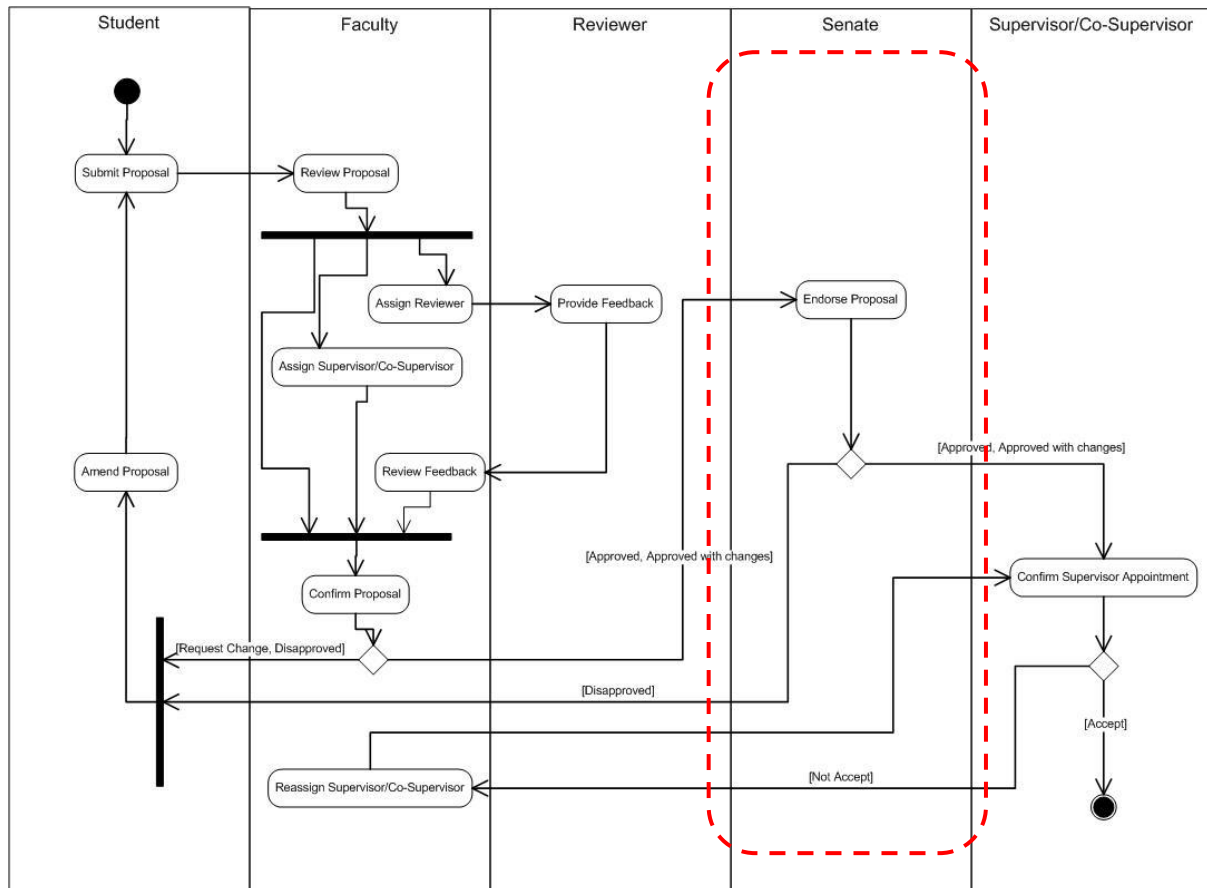 Student
Faculty
Reviewer
Senate
Supervisor/Co-Supervisor
Submit Proposal
Review Proposal
Assign Reviewer
Provide Feedback
Endorse Proposal
Assign Supervisor/Co-Supervisor
[Approved, Approved with changes]
Amend Proposal
Review Feedback
[Approved, Approved with changes]
Confirm Supervisor Appointment
Confirm Proposal
[Request Change, Disapproved]
[Disapproved]
[Accept]
[Not Accept]
Reassign Supervisor/Co-Supervisor